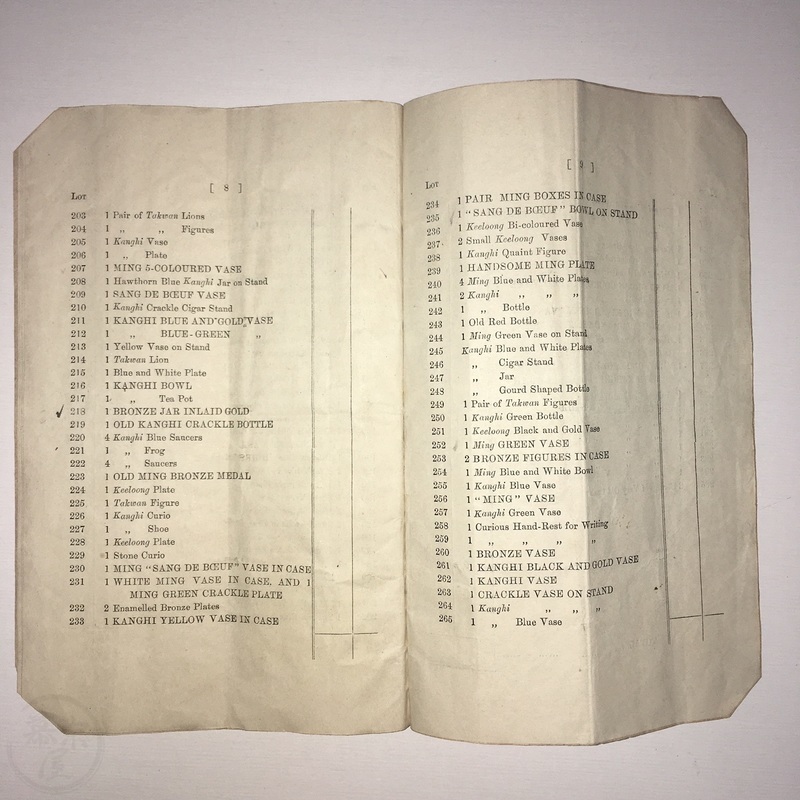 [ 8 ]
Lot
203 1 Pair of Takwan Lions
204 1 „ „ Figures
205 1 Kanghi Vase
206 1 „ Plate
207 1 MING 5-COLOURED VASE
208 1 Hawthorn Blue Kanghi Jar on Stand
209 1 SANG DE BŒUF VASE
210 1 Kanghi Crackle Cigar Stand
211 1 KANGHI BLUE AND GOLD VASE
212 1 „ BLUE-GREEN „
213 1 Yellow Vase on Stand
214 1 Takwan Lion
215 1 Blue and White Plate
216 1 KANGHI BOWL
217 1 „ Tea Pot
218 1 BRONZE JAR INLAID GOLD
219 1 OLD KANGHI CRACKLE BOTTLE
220 4 Kanghi Blue Saucers
221 1 „ Frog
222 4 „ Saucers
223 1 OLD MING BRONZE MEDAL
224 1 Keeloong Plate
225 1 Takwan Figure
226 1 Kanghi Curio
227 1 „ Shoe
228 1 Keeloong Plate
229 1 Stone Curio
230 1 MING “SANG DE BŒUF” VASE IN CASE
231 1 WHITE MING VASE IN CASE, AND 1
MING GREEN CRACKLE PLATE
232 2 Enamelled Bronze Plates
233 1 KANGHI YELLOW VASE IN CASE
[ 9 ]
Lot
234 1 PAIR MING BOXES IN CASE
235 1 “SANG DE BŒUF” BOWL ON STAND
236 1 Keeloong Bi-coloured Vase
237 2 Small Keeloong Vases
238 1 Kanghi Quaint Figure
239 1 HANDSOME MING PLATE
240 4 Ming Blue and White Plates
241 2 Kanghi „ „ „
242 1 „ Bottle
243 1 Old Red Bottle
244 1 Ming Green Vase on Stand
245 Kanghi Blue and White Plates
246 „ Cigar Stand
247 „ Jar
248 „ Gourd Shaped Bottle
249 1 Pair of Takwan Figures
250 1 Kanghi Green Bottle
251 1 Keeloong Black and Gold Vase
252 1 Ming GREEN VASE
253 2 BRONZE FIGURES IN CASE
254 1 Ming Blue and White Bowl
255 1 Kanghi Blue Vase
256 1 “MING” VASE
257 1 Kanghi Green Vase
258 1 Curious Hand-Rest for Writing
259 1 „ „ „ „
260 1 BRONZE VASE
261 1 KANGHI BLACK AND GOLD VASE
262 1 KANGHI VASE
263 1 CRACKLE VASE ON STAND
264 1 Kanghi „ „ „
265 1 „ Blue Vase